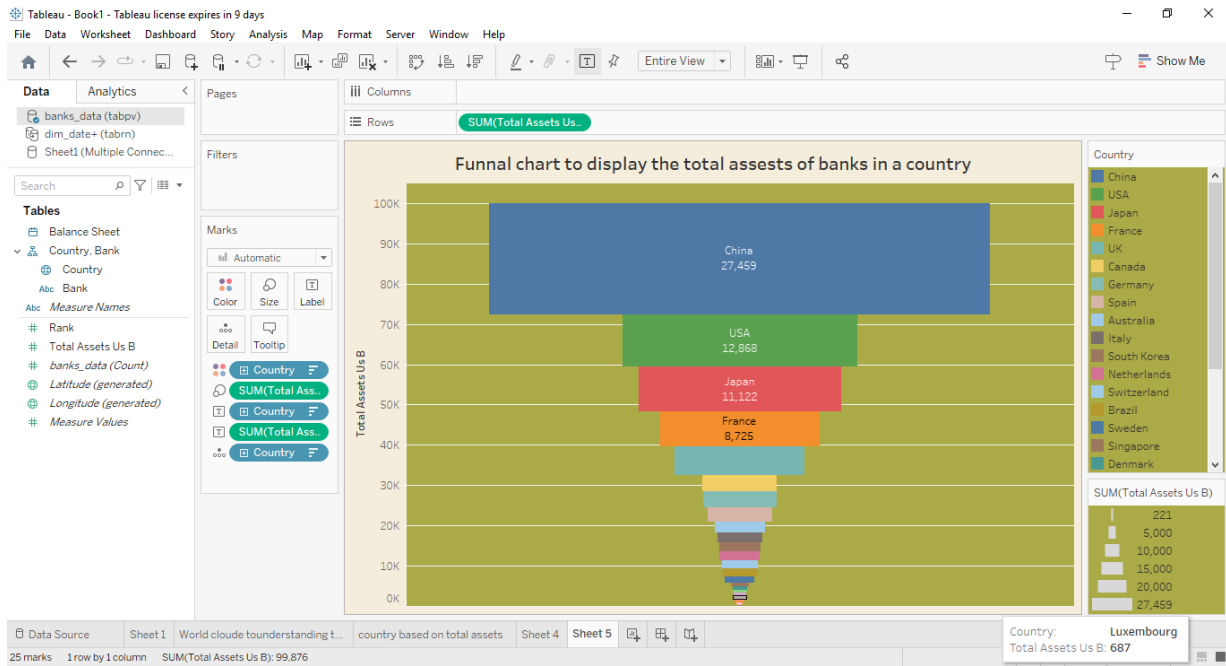 Tableau - Book1 - Tableau license expires in 9 days
File Data Worksheet Dashboard Story Analysis Map Format Server Window Help
Entire View
Show Me
Data Analytics
banks_data (tabpv)
dim_date+ (tabrn)
Sheet1 (Multiple Connec...
Search
Tables
Balance Sheet
Country, Bank
Country
Abc Bank
Abc Measure Names
Rank
Total Assets Us B
banks_data (Count)
Latitude (generated)
Longitude (generated)
Measure Values
Pages
Filters
Marks
Automatic
Color Size Label
Detail Tooltip
Country
SUM(Total Ass..
Country
SUM(Total Ass..
Country
Columns
Rows SUM(Total Assets Us..
Funnal chart to display the total assests of banks in a country
Total Assets Us B
100K
90K
80K
70K
60K
50K
40K
30K
20K
10K
0K
China
27,459
USA
12,868
Japan
11,122
France
8,725
Country
China
USA
Japan
France
UK
Canada
Germany
Spain
Australia
Italy
South Korea
Netherlands
Switzerland
Brazil
Sweden
Singapore
Denmark
SUM(Total Assets Us B)
221
5,000
10,000
15,000
20,000
27,459
Data Source Sheet 1 World cloude tounderstanding t... country based on total assets Sheet 4 Sheet 5
Country: Luxembourg
Total Assets Us B: 687
25 marks 1 row by 1 column SUM(Total Assets Us B): 99,876